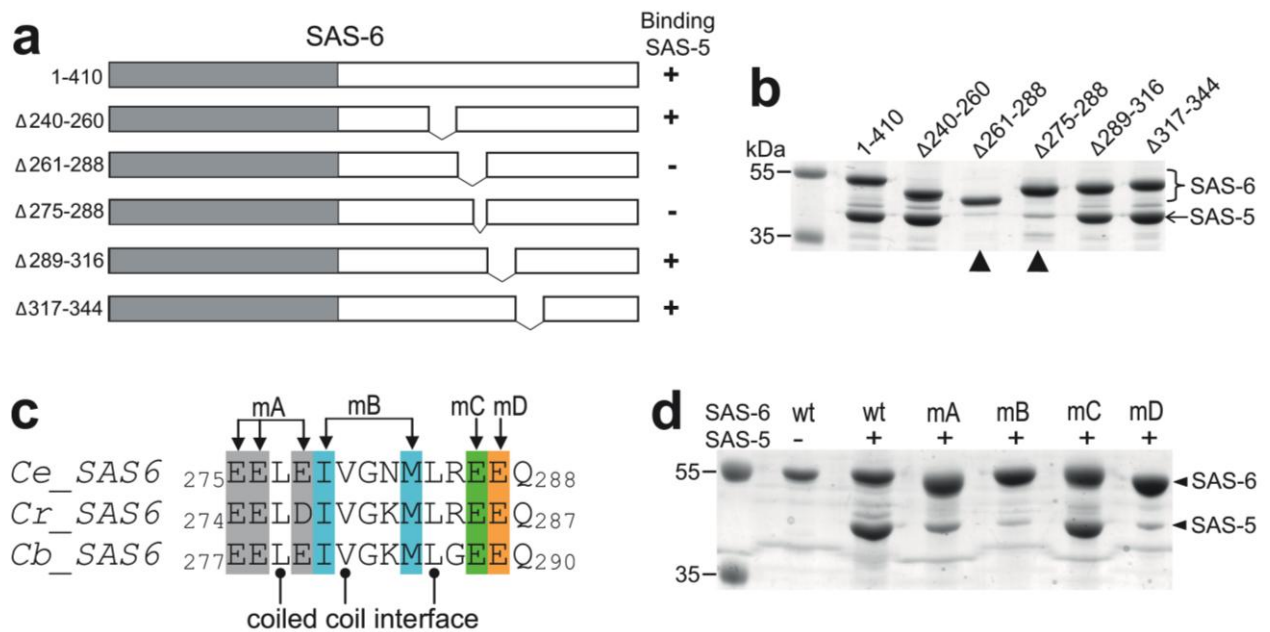 a
SAS-6
Binding
SAS-5
1-410 +
Δ240-260 +
Δ261-288 -
Δ275-288 -
Δ289-316 +
Δ317-344 +
b
1-410 Δ240-260 Δ261-288 Δ275-288 Δ289-316 Δ317-344
kDa
55
SAS-6
SAS-5
35
c
mA mB mC mD
Ce_SAS6 275EELEIVGNMLREEQ288
Cr_SAS6 274EELDIVGKMLREEQ287
Cb_SAS6 277EELEIVGKMLGEEQ290
coiled coil interface
d
SAS-6 wt wt mA mB mC mD
SAS-5 - + + + + +
55
SAS-6
SAS-5
35